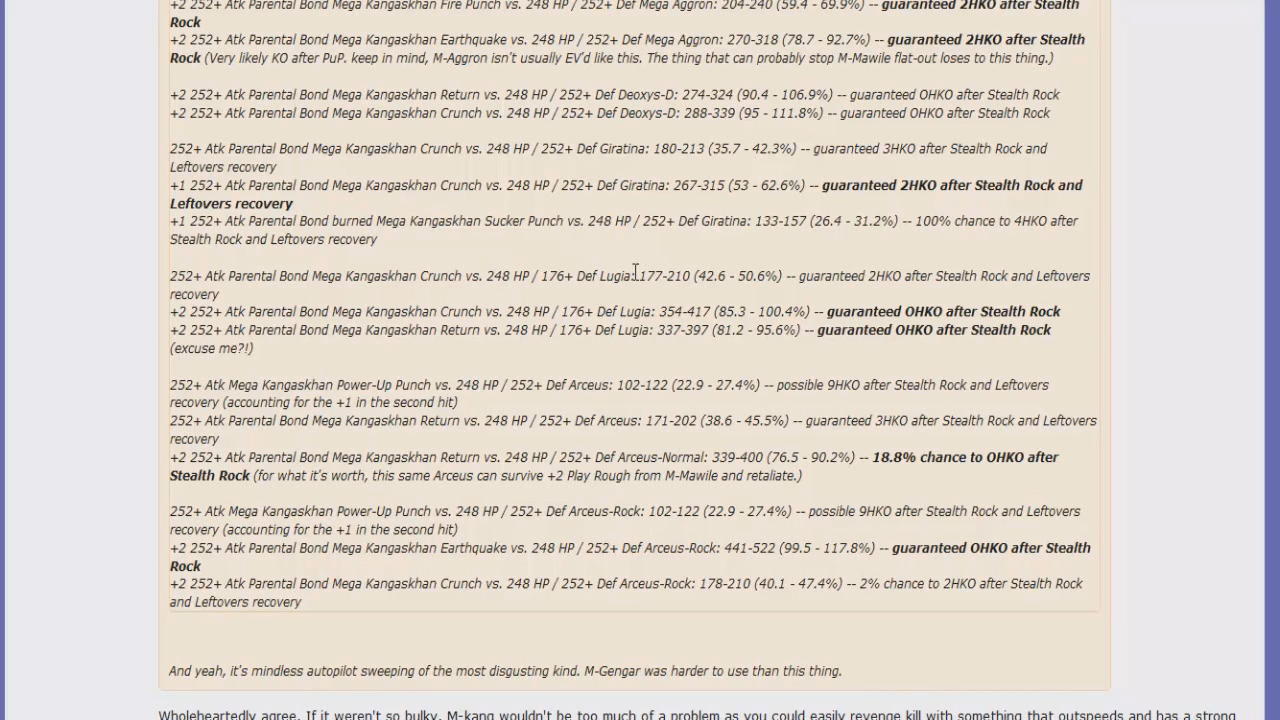 +2 252+ Atk Parental Bond Mega Kangaskhan Fire Punch vs. 248 HP / 252+ Def Mega Aggron: 204-240 (59.4 - 69.9%) -- guaranteed 2HKO after Stealth
Rock
+2 252+ Atk Parental Bond Mega Kangaskhan Earthquake vs. 248 HP / 252+ Def Mega Aggron: 270-318 (78.7 - 92.7%) -- guaranteed 2HKO after Stealth
Rock (Very likely KO after PuP. keep in mind, M-Aggron isn't usually EV'd like this. The thing that can probably stop M-Mawile flat-out loses to this thing.)
+2 252+ Atk Parental Bond Mega Kangaskhan Return vs. 248 HP / 252+ Def Deoxys-D: 274-324 (90.4 - 106.9%) -- guaranteed OHKO after Stealth Rock
+2 252+ Atk Parental Bond Mega Kangaskhan Crunch vs. 248 HP / 252+ Def Deoxys-D: 288-339 (95 - 111.8%) -- guaranteed OHKO after Stealth Rock
252+ Atk Parental Bond Mega Kangaskhan Crunch vs. 248 HP / 252+ Def Giratina: 180-213 (35.7 - 42.3%) -- guaranteed 3HKO after Stealth Rock and
Leftovers recovery
+1 252+ Atk Parental Bond Mega Kangaskhan Crunch vs. 248 HP / 252+ Def Giratina: 267-315 (53 - 62.6%) -- guaranteed 2HKO after Stealth Rock and
Leftovers recovery
+1 252+ Atk Parental Bond burned Mega Kangaskhan Sucker Punch vs. 248 HP / 252+ Def Giratina: 133-157 (26.4 - 31.2%) -- 100% chance to 4HKO after
Stealth Rock and Leftovers recovery
252+ Atk Parental Bond Mega Kangaskhan Crunch vs. 248 HP / 176+ Def Lugia: 177-210 (42.6 - 50.6%) -- guaranteed 2HKO after Stealth Rock and Leftovers
recovery
+2 252+ Atk Parental Bond Mega Kangaskhan Crunch vs. 248 HP / 176+ Def Lugia: 354-417 (85.3 - 100.4%) -- guaranteed OHKO after Stealth Rock
+2 252+ Atk Parental Bond Mega Kangaskhan Return vs. 248 HP / 176+ Def Lugia: 337-397 (81.2 - 95.6%) -- guaranteed OHKO after Stealth Rock
(excuse me?!)
252+ Atk Mega Kangaskhan Power-Up Punch vs. 248 HP / 252+ Def Arceus: 102-122 (22.9 - 27.4%) -- possible 9HKO after Stealth Rock and Leftovers
recovery (accounting for the +1 in the second hit)
252+ Atk Parental Bond Mega Kangaskhan Return vs. 248 HP / 252+ Def Arceus: 171-202 (38.6 - 45.5%) -- guaranteed 3HKO after Stealth Rock and Leftovers
recovery
+2 252+ Atk Parental Bond Mega Kangaskhan Return vs. 248 HP / 252+ Def Arceus-Normal: 339-400 (76.5 - 90.2%) -- 18.8% chance to OHKO after
Stealth Rock (for what it's worth, this same Arceus can survive +2 Play Rough from M-Mawile and retaliate.)
252+ Atk Mega Kangaskhan Power-Up Punch vs. 248 HP / 252+ Def Arceus-Rock: 102-122 (22.9 - 27.4%) -- possible 9HKO after Stealth Rock and Leftovers
recovery (accounting for the +1 in the second hit)
+2 252+ Atk Parental Bond Mega Kangaskhan Earthquake vs. 248 HP / 252+ Def Arceus-Rock: 441-522 (99.5 - 117.8%) -- guaranteed OHKO after Stealth
Rock
+2 252+ Atk Parental Bond Mega Kangaskhan Crunch vs. 248 HP / 252+ Def Arceus-Rock: 178-210 (40.1 - 47.4%) -- 2% chance to 2HKO after Stealth Rock
and Leftovers recovery
And yeah, it's mindless autopilot sweeping of the most disgusting kind. M-Gengar was harder to use than this thing.
Wholeheartedly agree. If it weren't so bulky, M-kang wouldn't be too much of a problem as you could easily revenge kill with something that outspeeds and has a strong